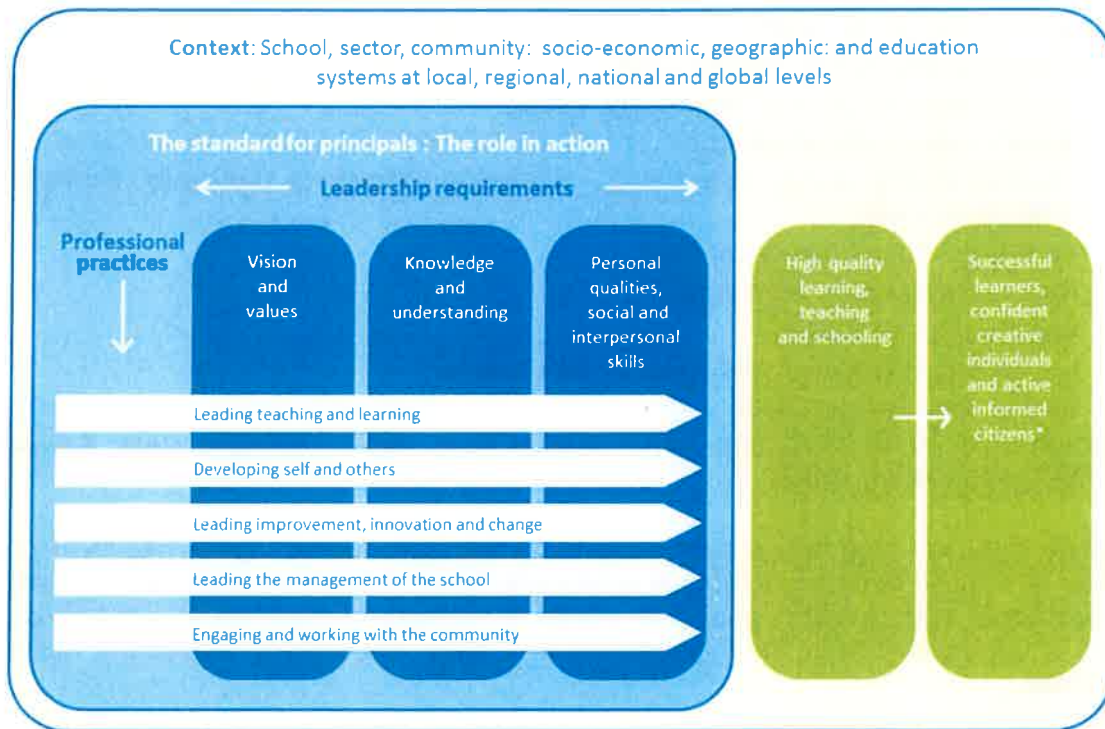 Context: School, sector, community: socio-economic, geographic: and education
systems at local, regional, national and global levels
The standard for principals : The role in action
Leadership requirements
Professional
practices
Vision
and
values
Knowledge
and
understanding
Personal
qualities,
social and
interpersonal
skills
High quality
learning,
teaching
and schooling
Successful
learners,
confident
creative
individuals
and active
informed
citizens*
Leading teaching and learning
Developing self and others
Leading improvement, innovation and change
Leading the management of the school
Engaging and working with the community